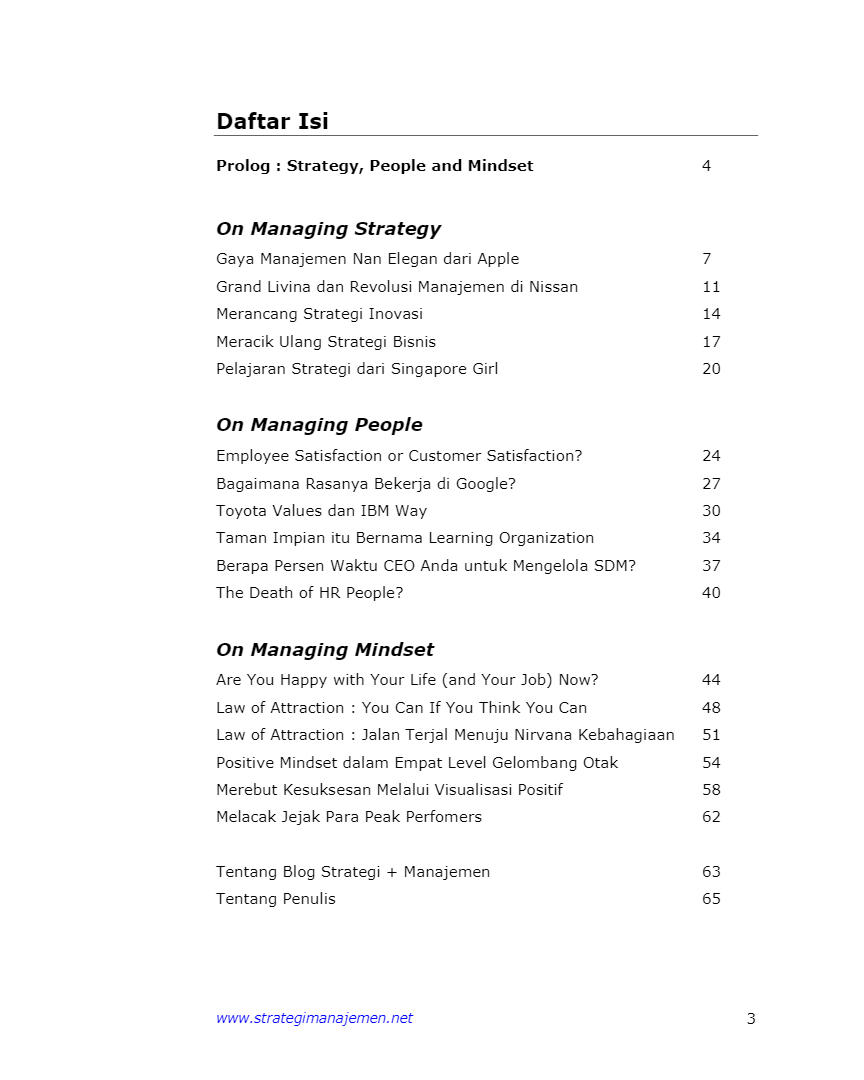 Daftar Isi
Prolog : Strategy, People and Mindset 4
On Managing Strategy
Gaya Manajemen Nan Elegan dari Apple 7
Grand Livina dan Revolusi Manajemen di Nissan 11
Merancang Strategi Inovasi 14
Meracik Ulang Strategi Bisnis 17
Pelajaran Strategi dari Singapore Girl 20
On Managing People
Employee Satisfaction or Customer Satisfaction? 24
Bagaimana Rasanya Bekerja di Google? 27
Toyota Values dan IBM Way 30
Taman Impian itu Bernama Learning Organization 34
Berapa Persen Waktu CEO Anda untuk Mengelola SDM? 37
The Death of HR People? 40
On Managing Mindset
Are You Happy with Your Life (and Your Job) Now? 44
Law of Attraction : You Can If You Think You Can 48
Law of Attraction : Jalan Terjal Menuju Nirvana Kebahagiaan 51
Positive Mindset dalam Empat Level Gelombang Otak 54
Merebut Kesuksesan Melalui Visualisasi Positif 58
Melacak Jejak Para Peak Perfomers 62
Tentang Blog Strategi + Manajemen 63
Tentang Penulis 65
www.strategimanajemen.net 3